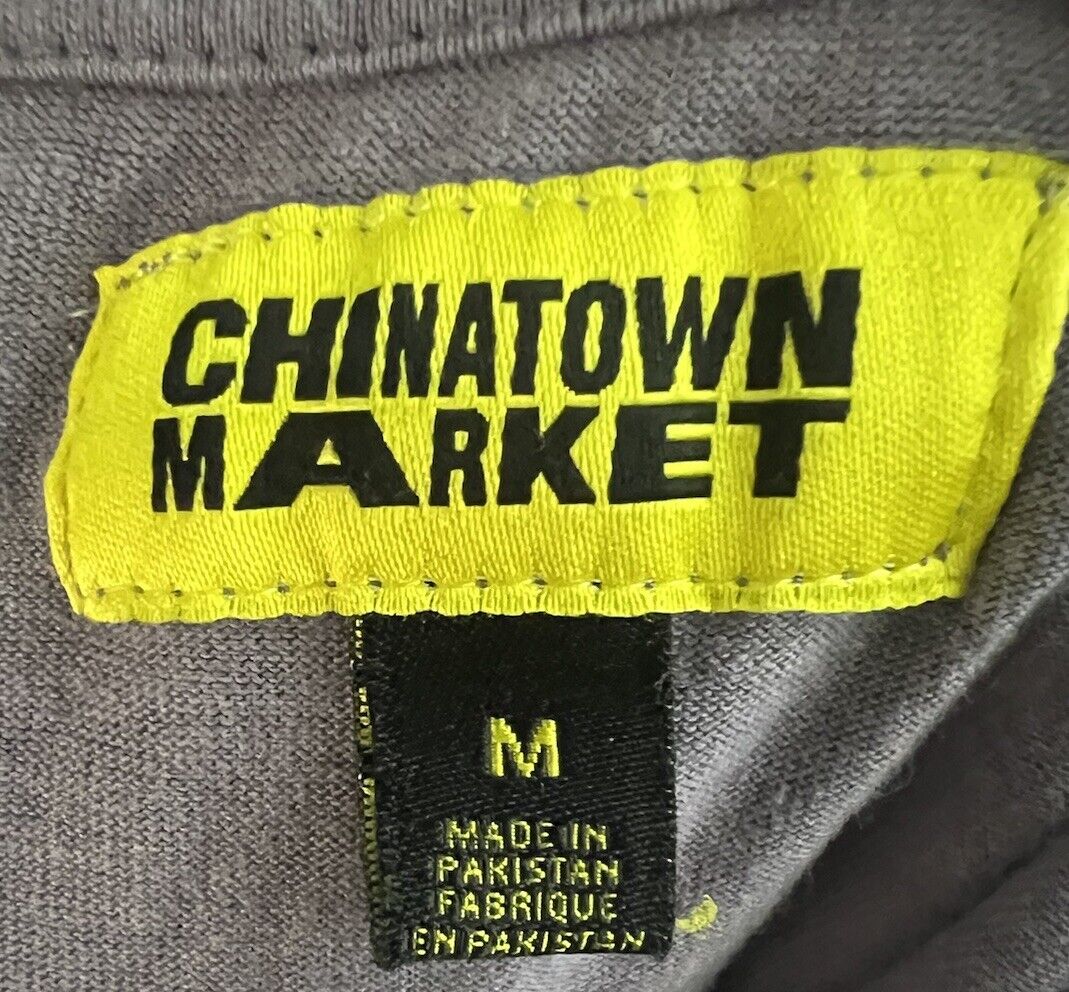 CHINATOWN
MARKET
M
MADE IN
PAKISTAN
FABRIQUE
EN PAKISTAN